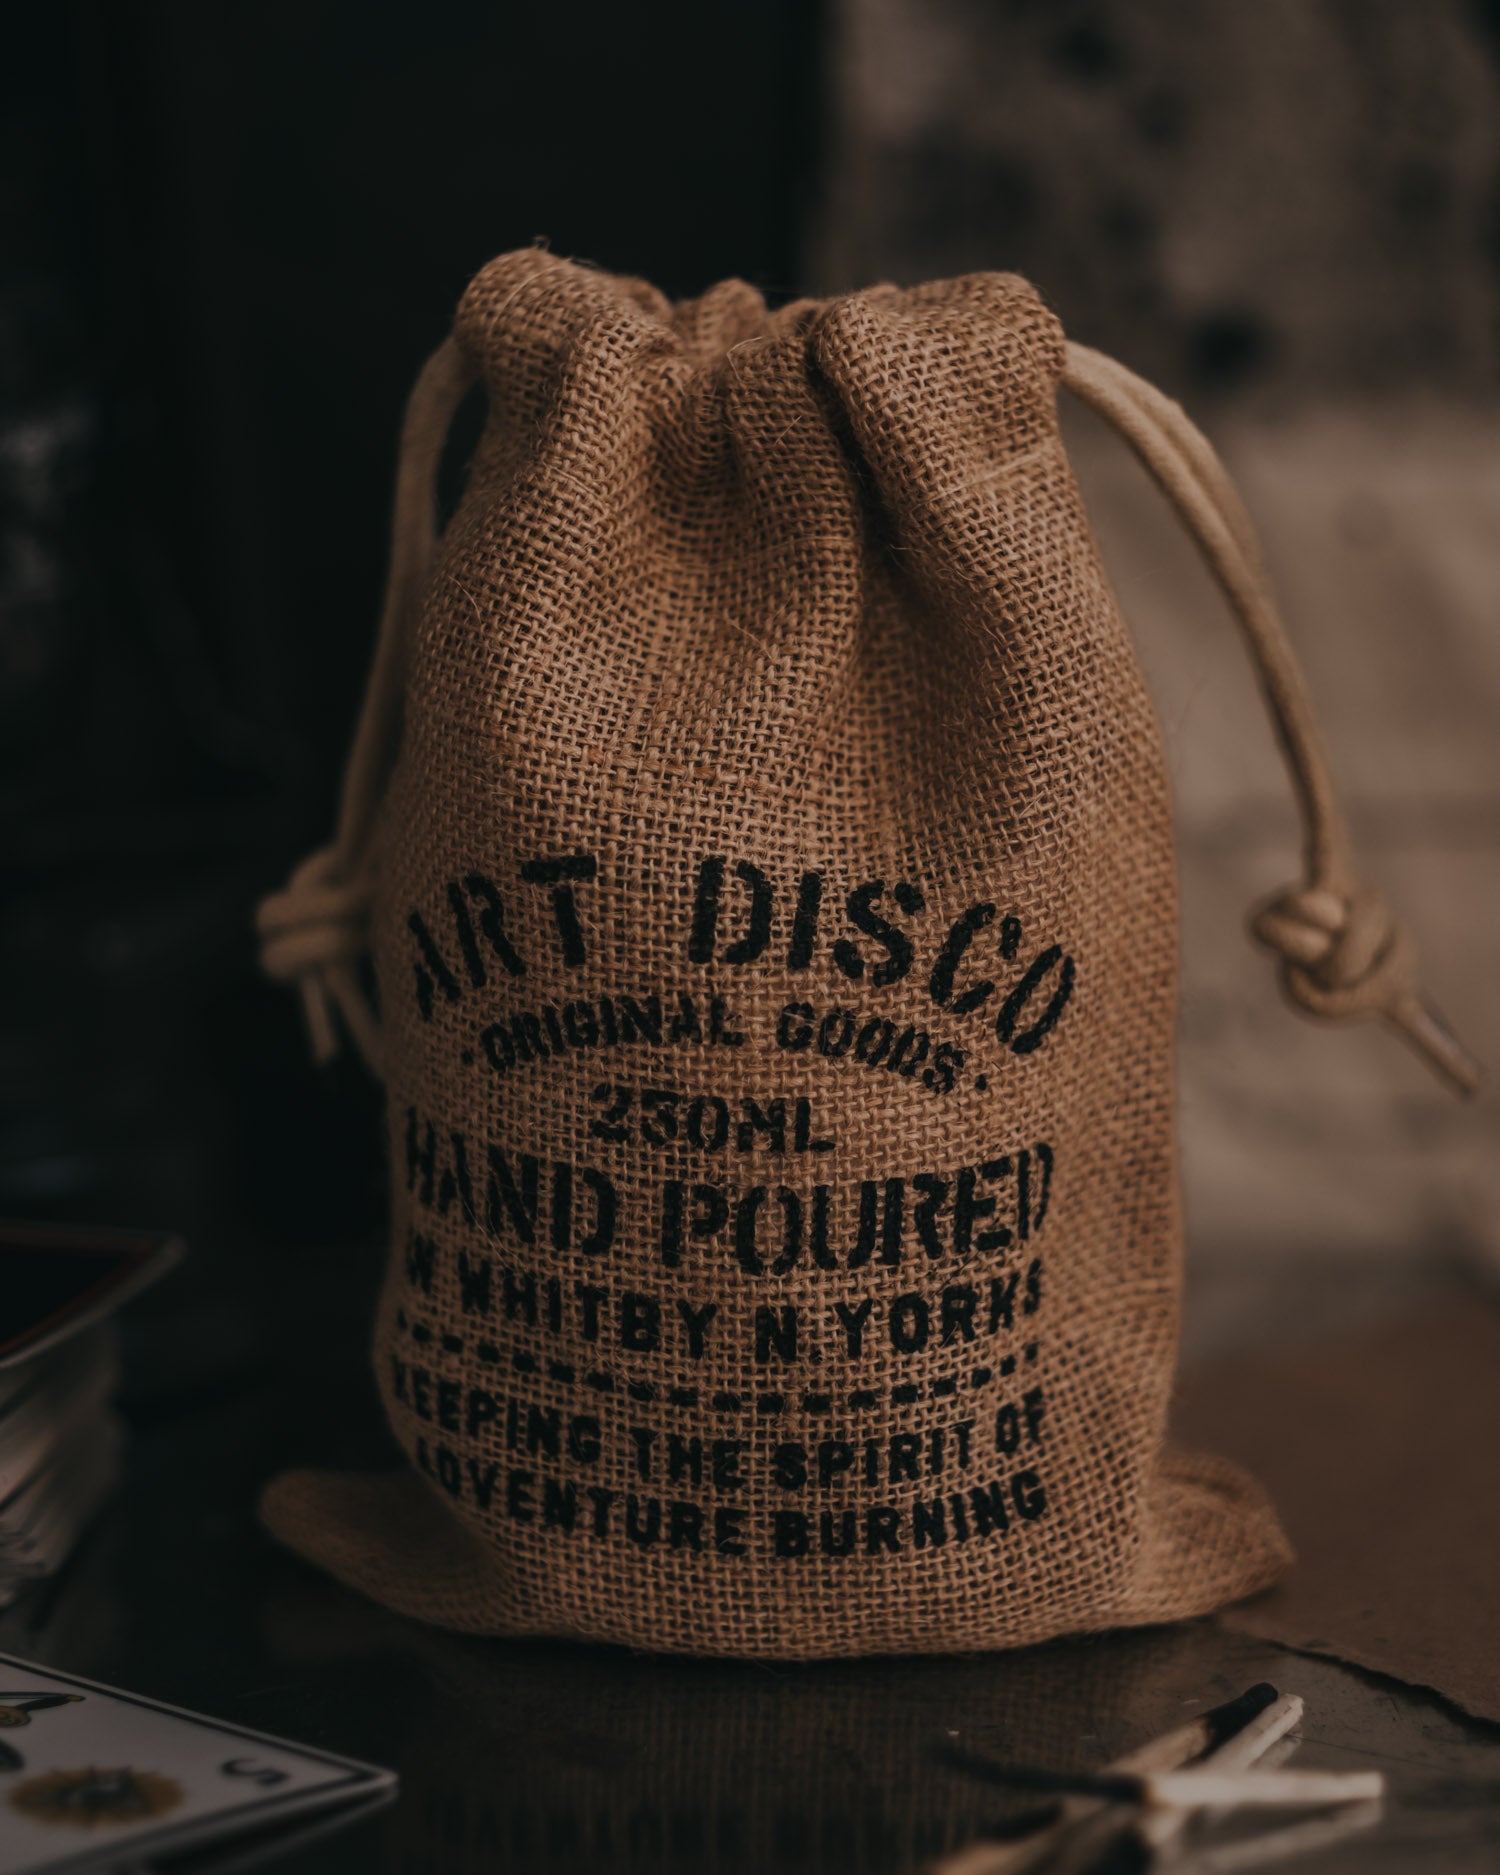 ART DISCO
·ORIGINAL GOODS·
230ML
HAND POURED
IN WHITBY N.YORKS
KEEPING THE SPIRIT OF
ADVENTURE BURNING
S